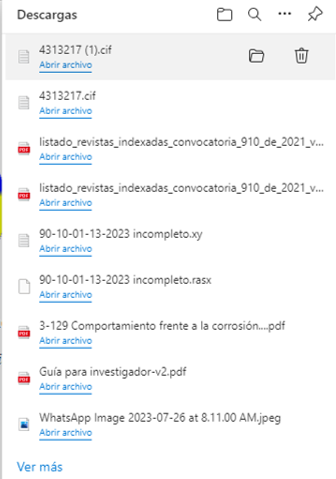 Descargas
4313217 (1).cif
Abrir archivo
4313217.cif
Abrir archivo
listado_revistas_indexadas_convocatoria_910_de_2021_v...
Abrir archivo
listado_revistas_indexadas_convocatoria_910_de_2021_v...
Abrir archivo
90-10-01-13-2023 incompleto.xy
Abrir archivo
90-10-01-13-2023 incompleto.rasx
Abrir archivo
3-129 Comportamiento frente a la corrosión....pdf
Abrir archivo
Guía para investigador-v2.pdf
Abrir archivo
WhatsApp Image 2023-07-26 at 8.11.00 AM.jpeg
Abrir archivo
Ver más